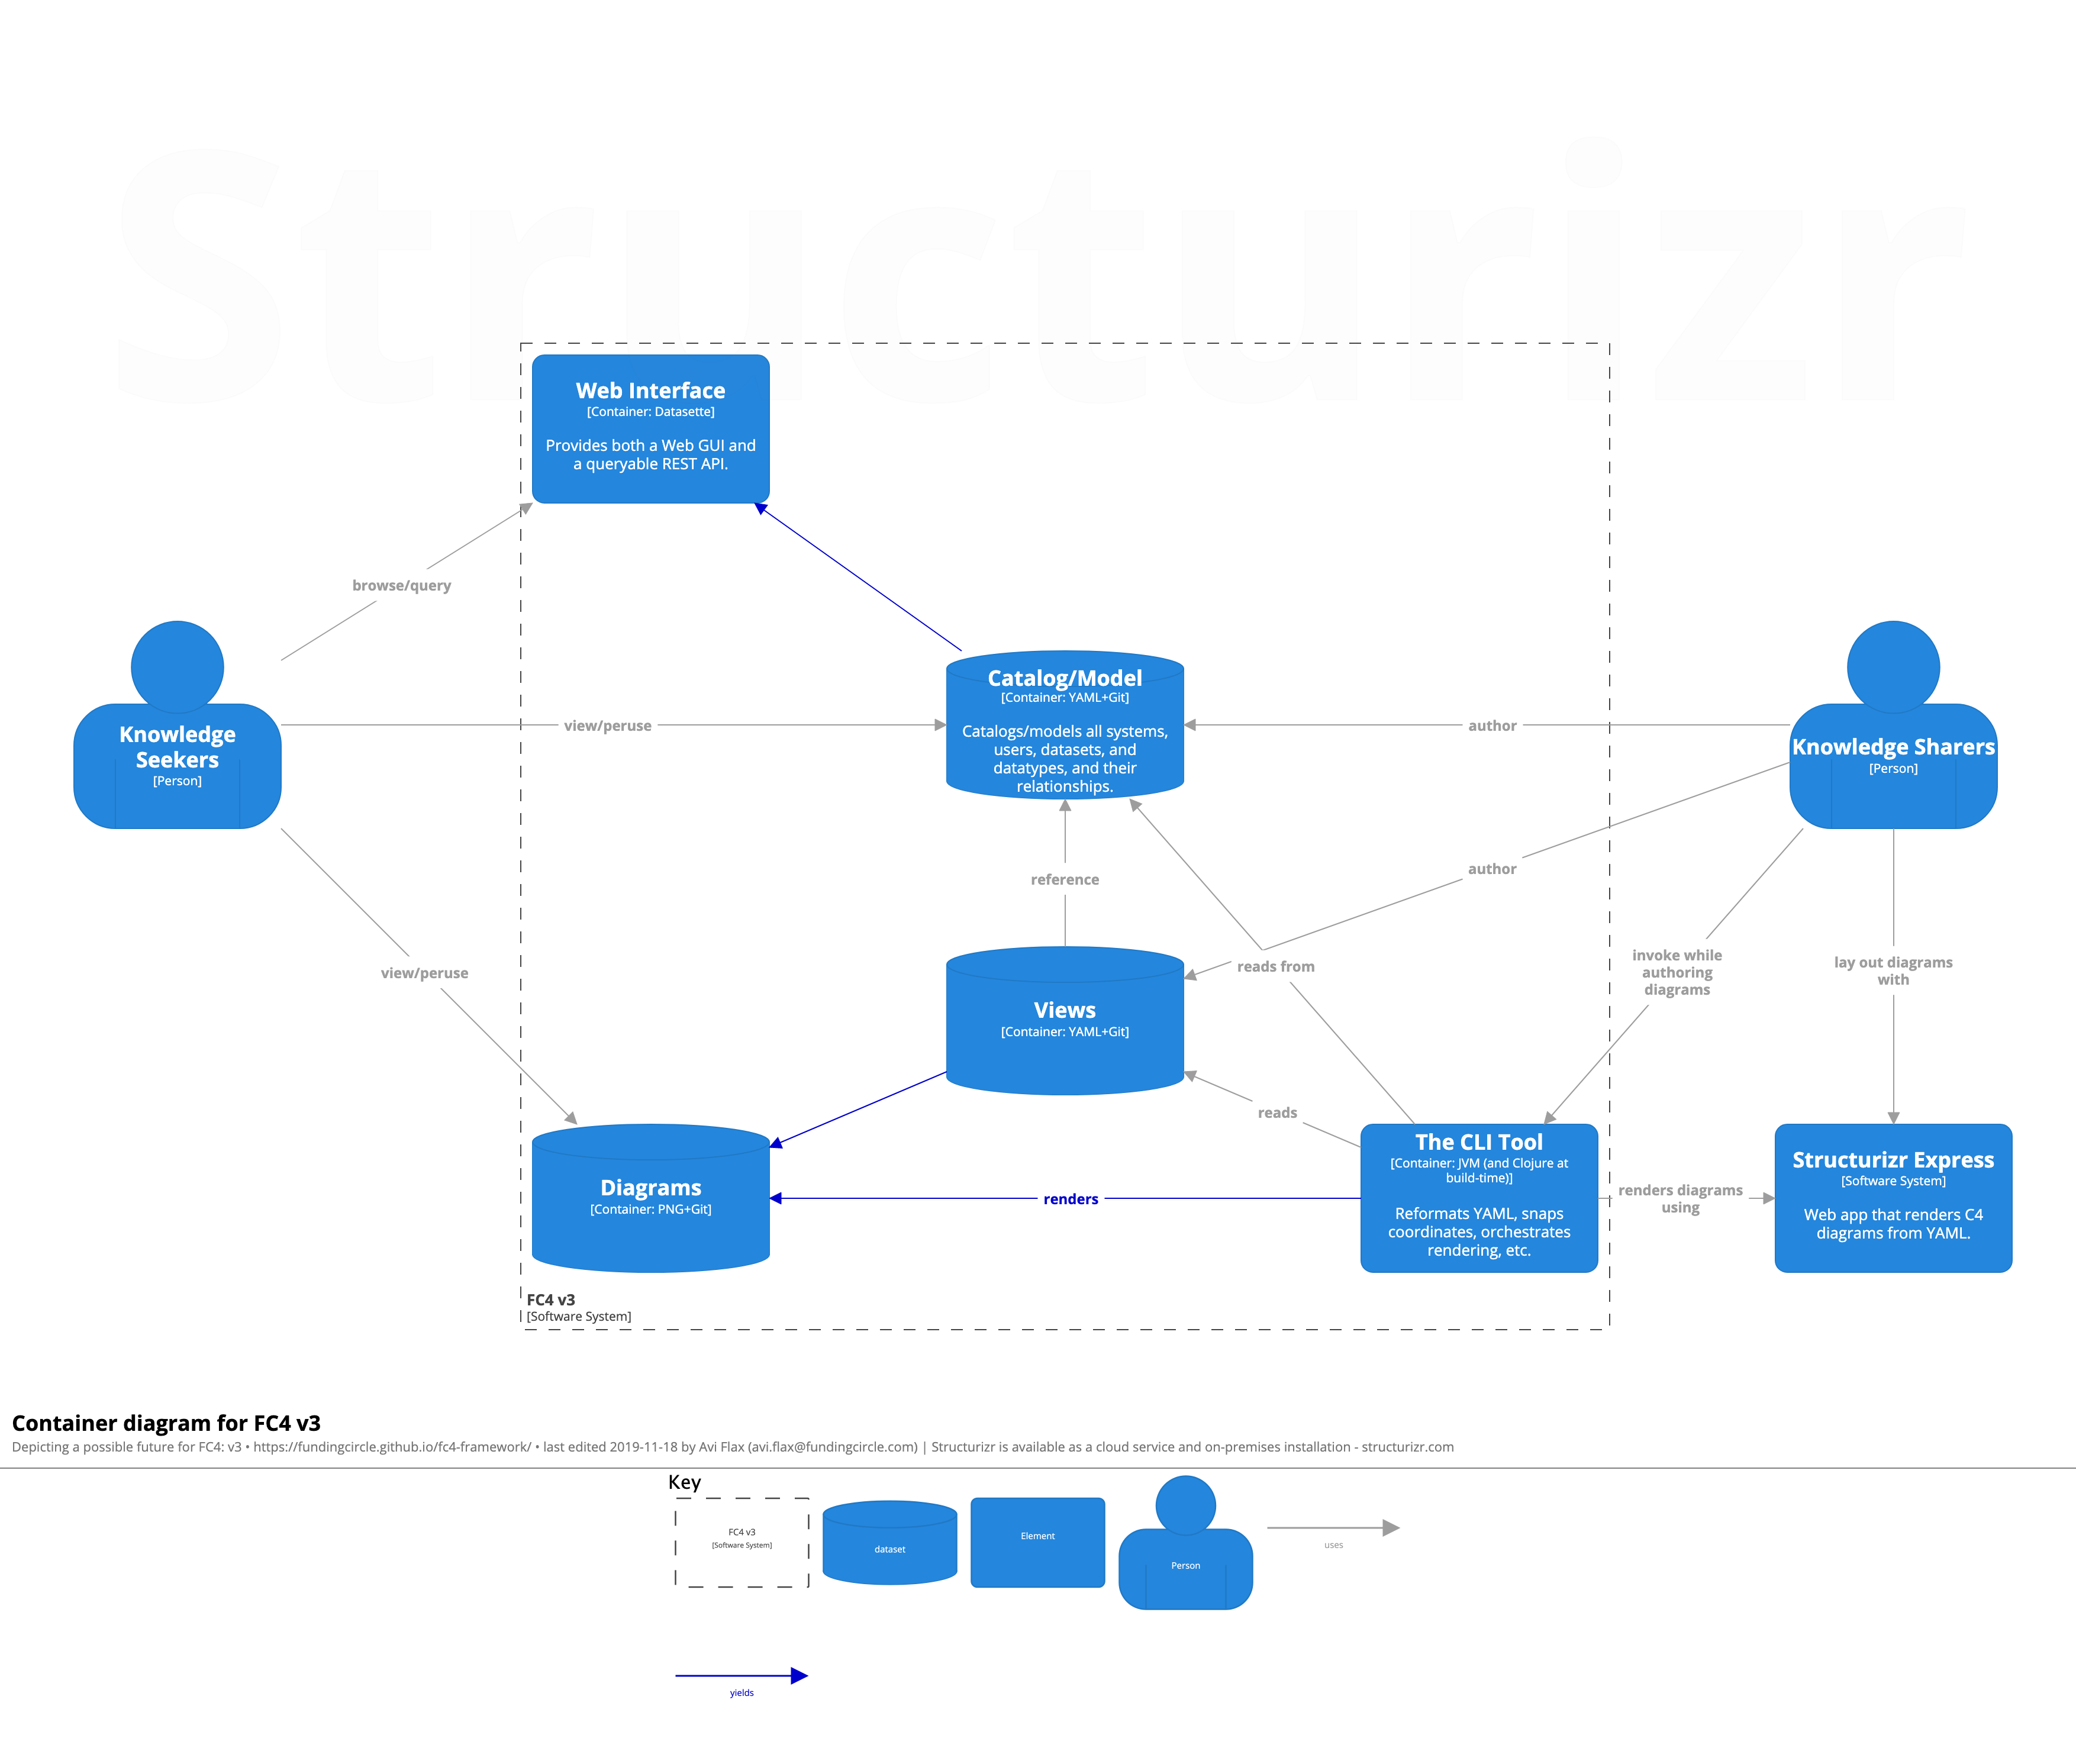 Structurizr
Web Interface
[Container: Datasette]
Provides both a Web GUI and
a queryable REST API.
browse/query
Knowledge
Seekers
[Person]
view/peruse
Catalog/Model
[Container: YAML+Git]
Catalogs/models all systems,
users, datasets, and
datatypes, and their
relationships.
author
Knowledge Sharers
[Person]
author
reference
view/peruse
reads from
invoke while
authoring
diagrams
lay out diagrams
with
Views
[Container: YAML+Git]
reads
Diagrams
[Container: PNG+Git]
renders
The CLI Tool
[Container: JVM (and Clojure at
build-time)]
Reformats YAML, snaps
coordinates, orchestrates
rendering, etc.
renders diagrams
using
Structurizr Express
[Software System]
Web app that renders C4
diagrams from YAML.
FC4 v3
[Software System]
Container diagram for FC4 v3
Depicting a possible future for FC4: v3 • https://fundingcircle.github.io/fc4-framework/ • last edited 2019-11-18 by Avi Flax (avi.flax@fundingcircle.com) | Structurizr is available as a cloud service and on-premises installation - structurizr.com
Key
FC4 v3
[Software System]
dataset
Element
Person
uses
yields